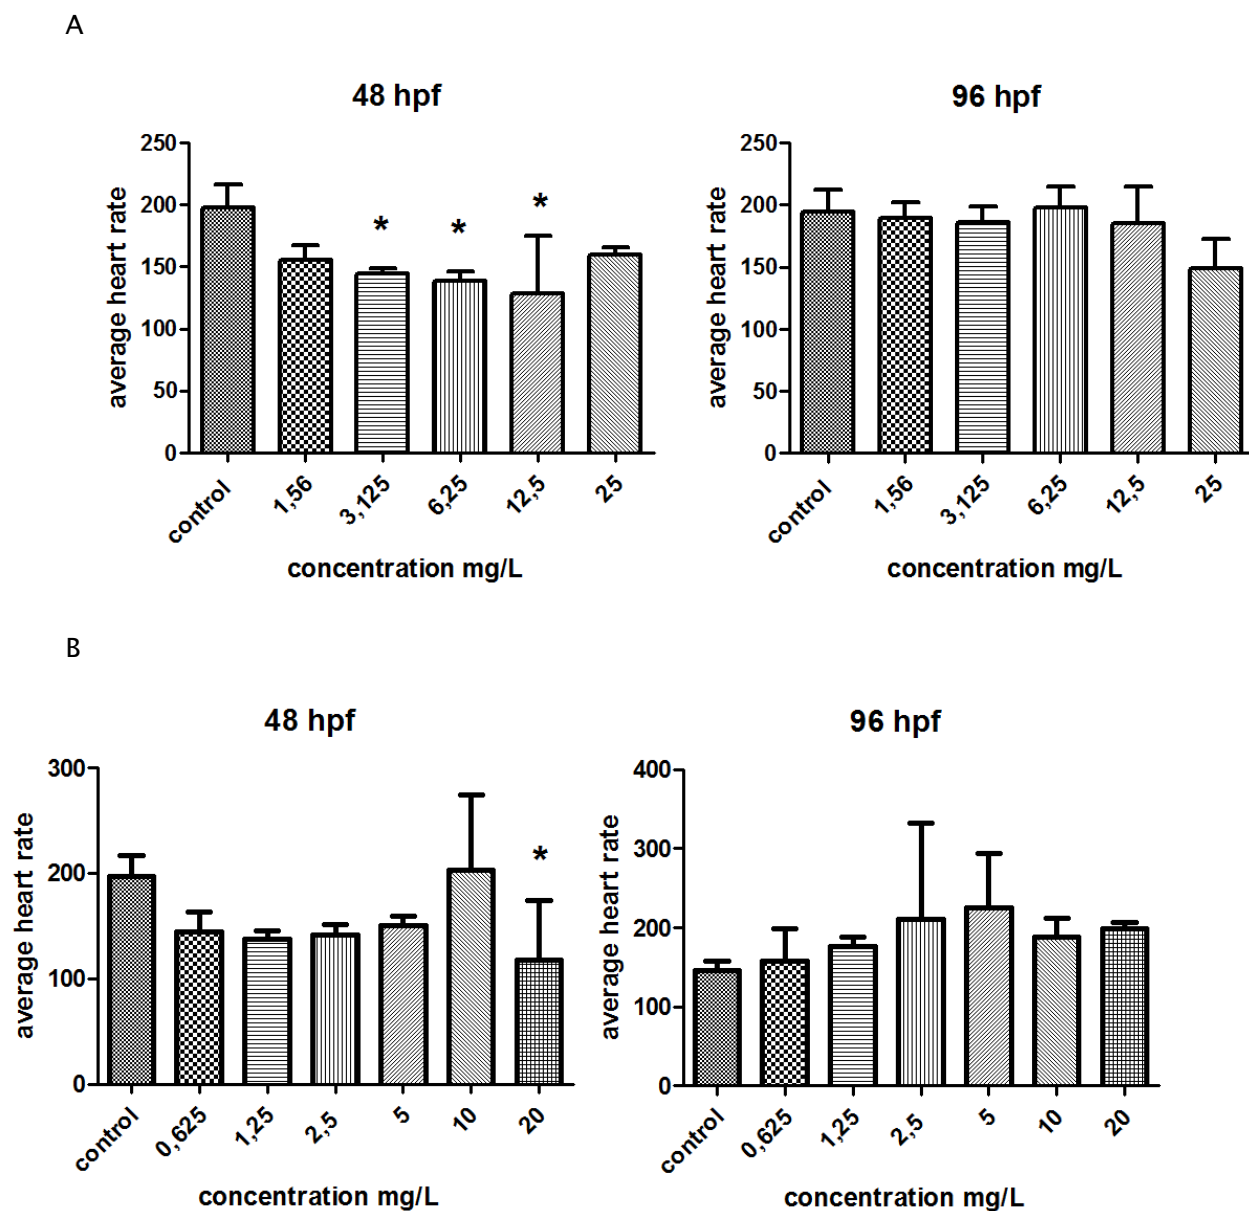 A
48 hpf
average heart rate
250
200
150
100
50
0
*
*
*
control
1,56
3,125
6,25
12,5
25
concentration mg/L
96 hpf
average heart rate
250
200
150
100
50
0
control
1,56
3,125
6,25
12,5
25
concentration mg/L
B
48 hpf
average heart rate
300
200
100
0
*
control
0,625
1,25
2,5
5
10
20
concentration mg/L
96 hpf
average heart rate
400
300
200
100
0
control
0,625
1,25
2,5
5
10
20
concentration mg/L